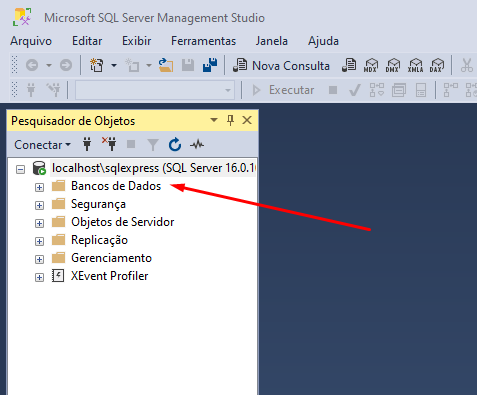 Microsoft SQL Server Management Studio
Arquivo Editar Exibir Ferramentas Janela Ajuda
Nova Consulta MDX DMX XMLA DAX
Executar
Pesquisador de Objetos
Conectar
localhost\sqlexpress (SQL Server 16.0.1
Bancos de Dados
Segurança
Objetos de Servidor
Replicação
Gerenciamento
XEvent Profiler